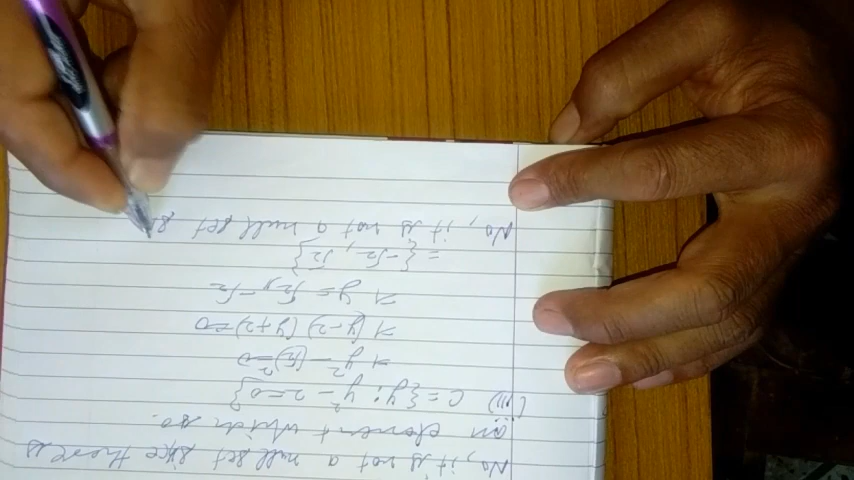 No, it is not a null set since there is
an element which is 0.
(iii) C = {y : y² - 2 = 0}
⇒ y² - (√2)² = 0
⇒ (y-2) (y+2) = 0
⇒ y = √2, -√2
= {-√2, √2}
No, it is not a null set